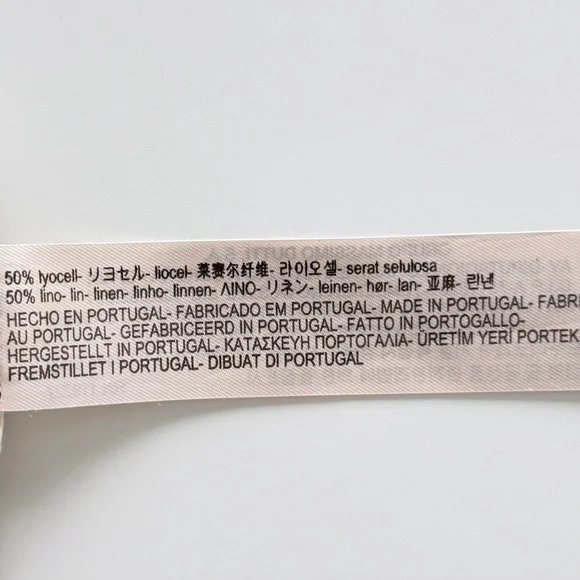 50% lyocell- リヨセル- liocel- 莱赛尔纤维- 라이오셀- serat selulosa
50% lino- lin- linen- linho- linnen- ΛΙΝΟ- リネン- leinen- hør- lan- 亚麻- 린넨
HECHO EN PORTUGAL- FABRICADO EM PORTUGAL- MADE IN PORTUGAL- FABRI
AU PORTUGAL- GEFABRICEERD IN PORTUGAL- FATTO IN PORTOGALLO-
HERGESTELLT IN PORTUGAL- ΚΑΤΑΣΚΕΥΗ ΠΟΡΤΟΓΑΛΙΑ- ÜRETİM YERİ PORTEK
FREMSTILLET I PORTUGAL- DIBUAT DI PORTUGAL